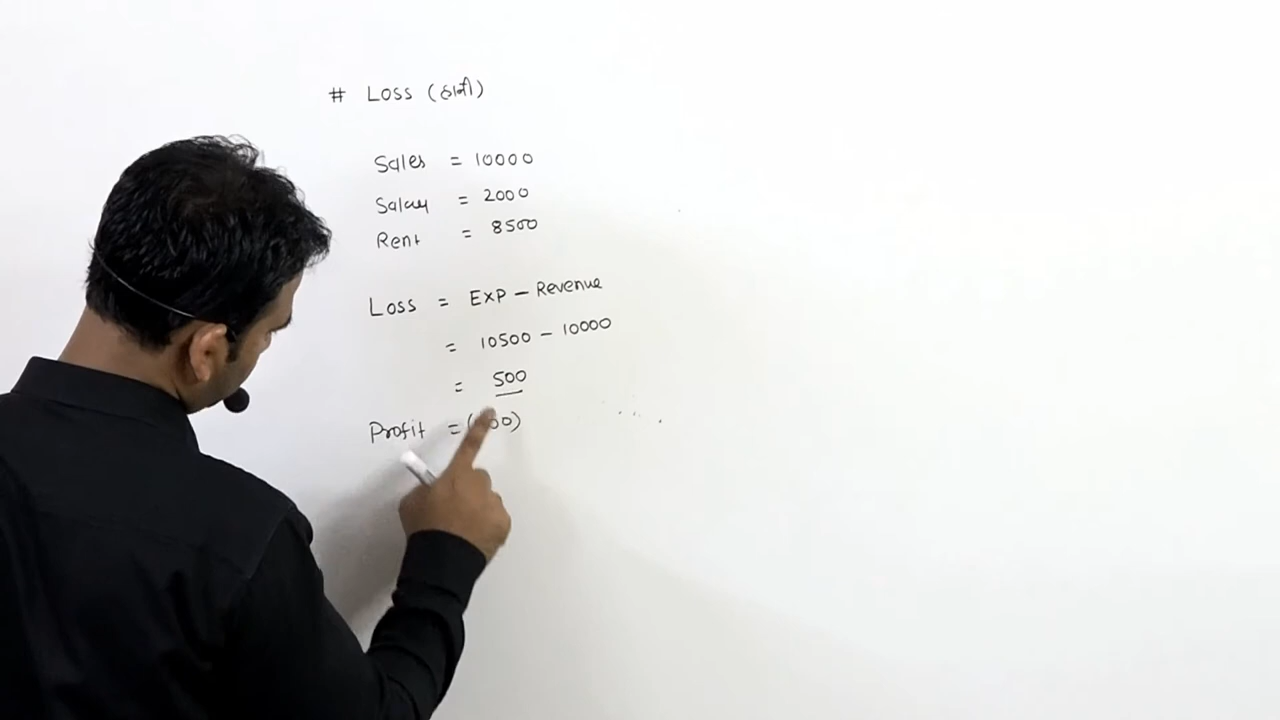 # Loss (હાની)
Sales = 10000
Salary = 2000
Rent = 8500
Loss = EXP - Revenue
= 10500 - 10000
= 500
Profit =